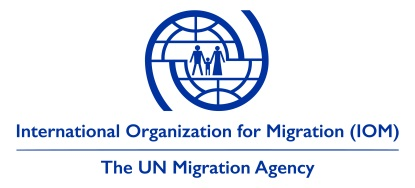 International Organization for Migration (IOM)
The UN Migration Agency